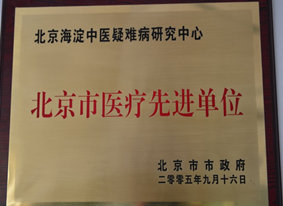 北京海淀中医疑难病研究中心
北京市医疗先进单位
北京市市政府
二零零五年九月十六日